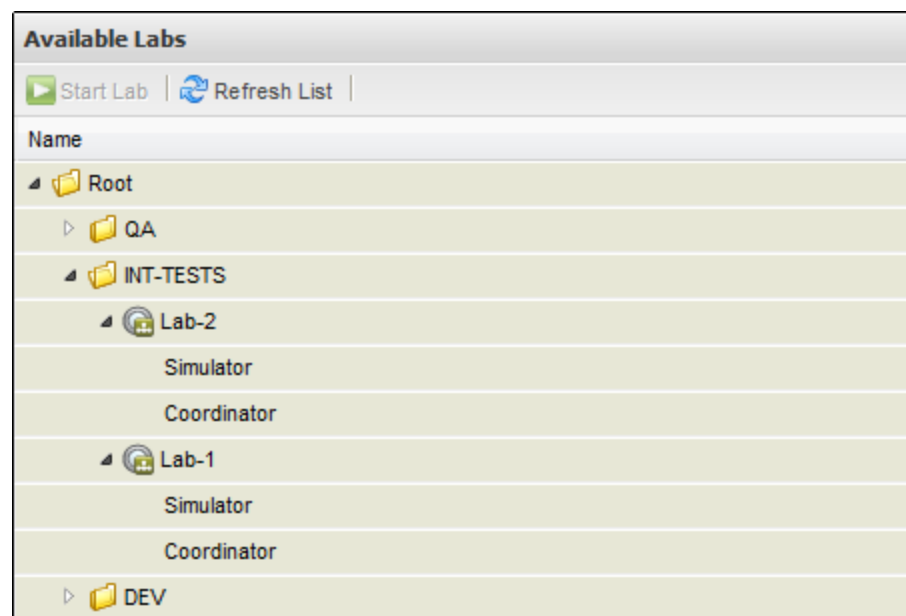 Available Labs
Start Lab Refresh List
Name
Root
QA
INT-TESTS
Lab-2
Simulator
Coordinator
Lab-1
Simulator
Coordinator
DEV